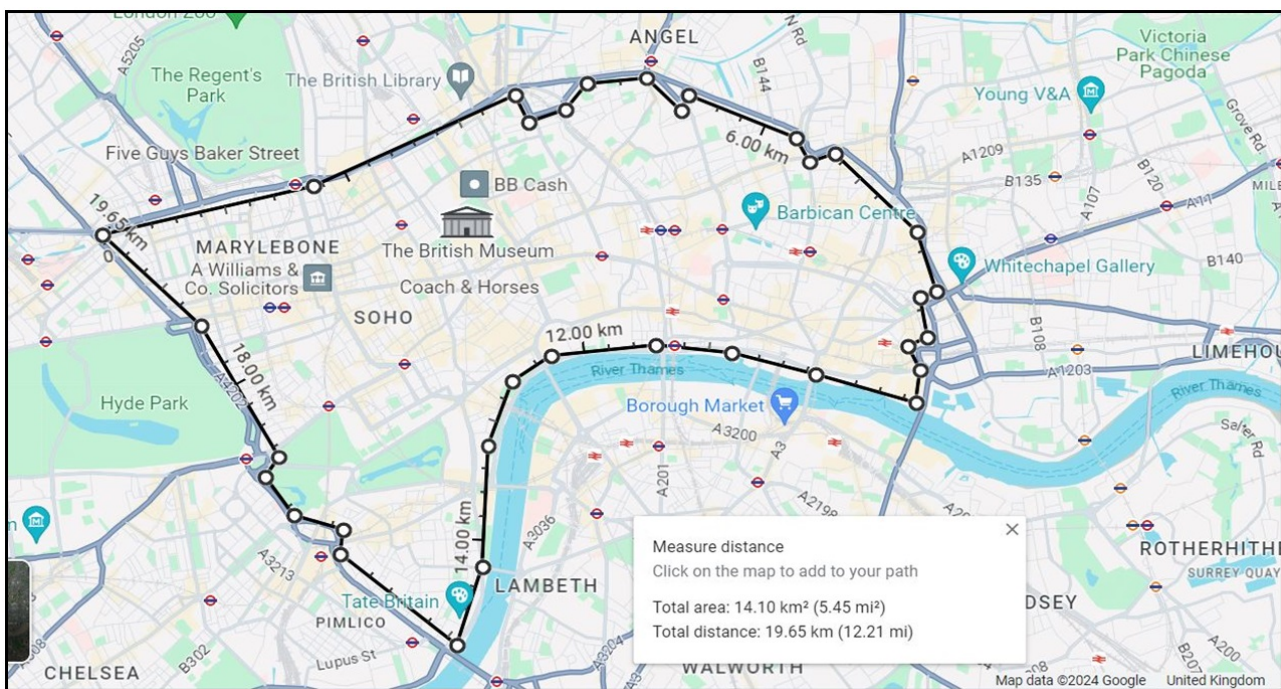 London Zoo
ANGEL
A5205
N Rd
Victoria
Park Chinese
Pagoda
B144
The Regent's
Park
The British Library
Young V&A
Grove Rd
6.00 km
A1209
B135
A107
B120
MILE
Five Guys Baker Street
BB Cash
A11
19.65 km
0
Barbican Centre
MARYLEBONE
The British Museum
A Williams &
Co. Solicitors
Whitechapel Gallery
B140
Coach & Horses
SOHO
12.00 km
B108
LIMEHOU
18.00 km
A4202
River Thames
A1203
River Thames
Hyde Park
Borough Market
A3200
A3
Salter Rd
A201
A2198
14.00 km
A3036
Measure distance
Click on the map to add to your path
Total area: 14.10 km² (5.45 mi²)
Total distance: 19.65 km (12.21 mi)
ROTHERHITH
SURREY QUAY
A3213
LAMBETH
Tate Britain
PIMLICO
DSEY
A200
Lupus St
A3204
B302
CHELSEA
WALWORTH
B207
Map data ©2024 Google
United Kingdom